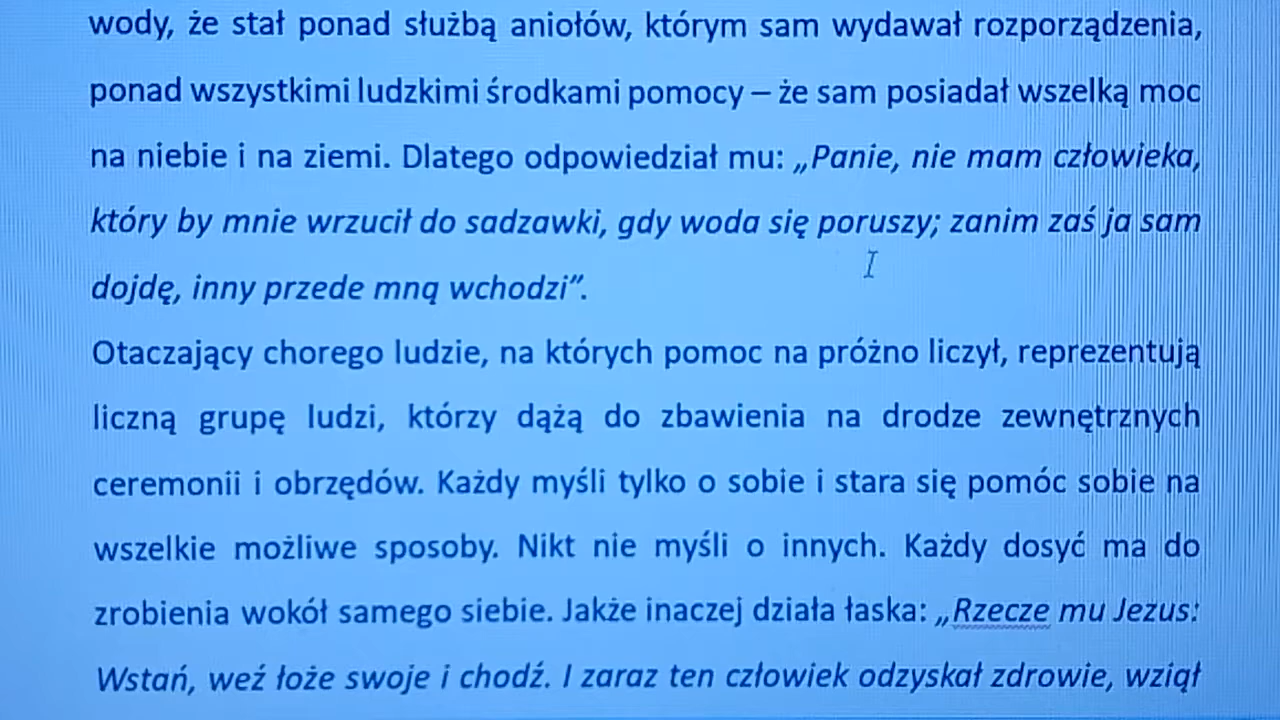 wody, że stał ponad służbą aniołów, którym sam wydawał rozporządzenia,
ponad wszystkimi ludzkimi środkami pomocy – że sam posiadał wszelką moc
na niebie i na ziemi. Dlatego odpowiedział mu: „Panie, nie mam człowieka,
który by mnie wrzucił do sadzawki, gdy woda się poruszy; zanim zaś ja sam
dojdę, inny przede mną wchodzi”.
Otaczający chorego ludzie, na których pomoc na próżno liczył, reprezentują
liczną grupę ludzi, którzy dążą do zbawienia na drodze zewnętrznych
ceremonii i obrzędów. Każdy myśli tylko o sobie i stara się pomóc sobie na
wszelkie możliwe sposoby. Nikt nie myśli o innych. Każdy dosyć ma do
zrobienia wokół samego siebie. Jakże inaczej działa łaska: „Rzecze mu Jezus:
Wstań, weź łoże swoje i chodź. I zaraz ten człowiek odzyskał zdrowie, wziął